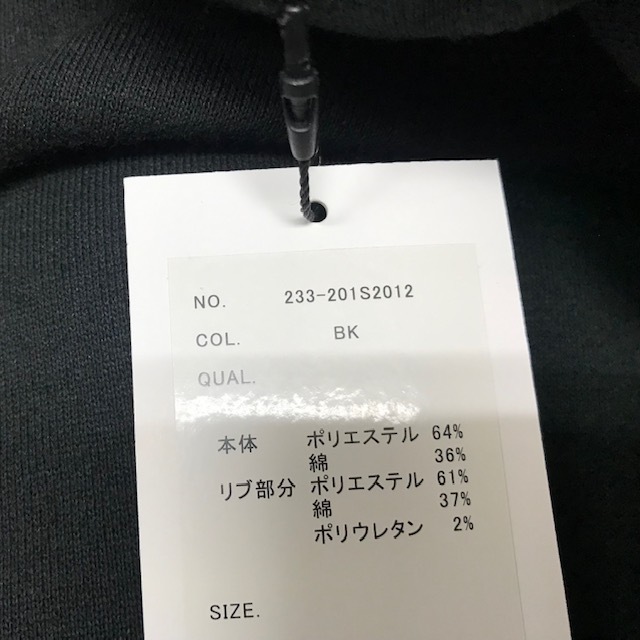 NO. 233-201S2012
COL. BK
QUAL.
本体 ポリエステル 64%
綿 36%
リブ部分 ポリエステル 61%
綿 37%
ポリウレタン 2%
SIZE.